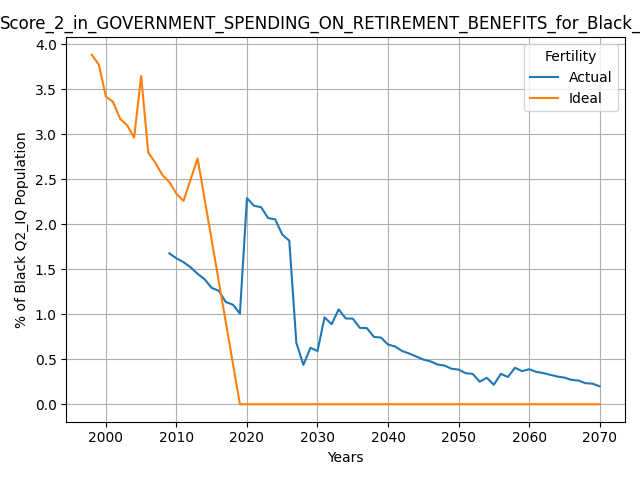 Score_2_in_GOVERNMENT_SPENDING_ON_RETIREMENT_BENEFITS_for_Black_
4.0
3.5
3.0
2.5
2.0
1.5
1.0
0.5
0.0
% of Black Q2_IQ Population
Fertility
Actual
Ideal
2000 2010 2020 2030 2040 2050 2060 2070
Years